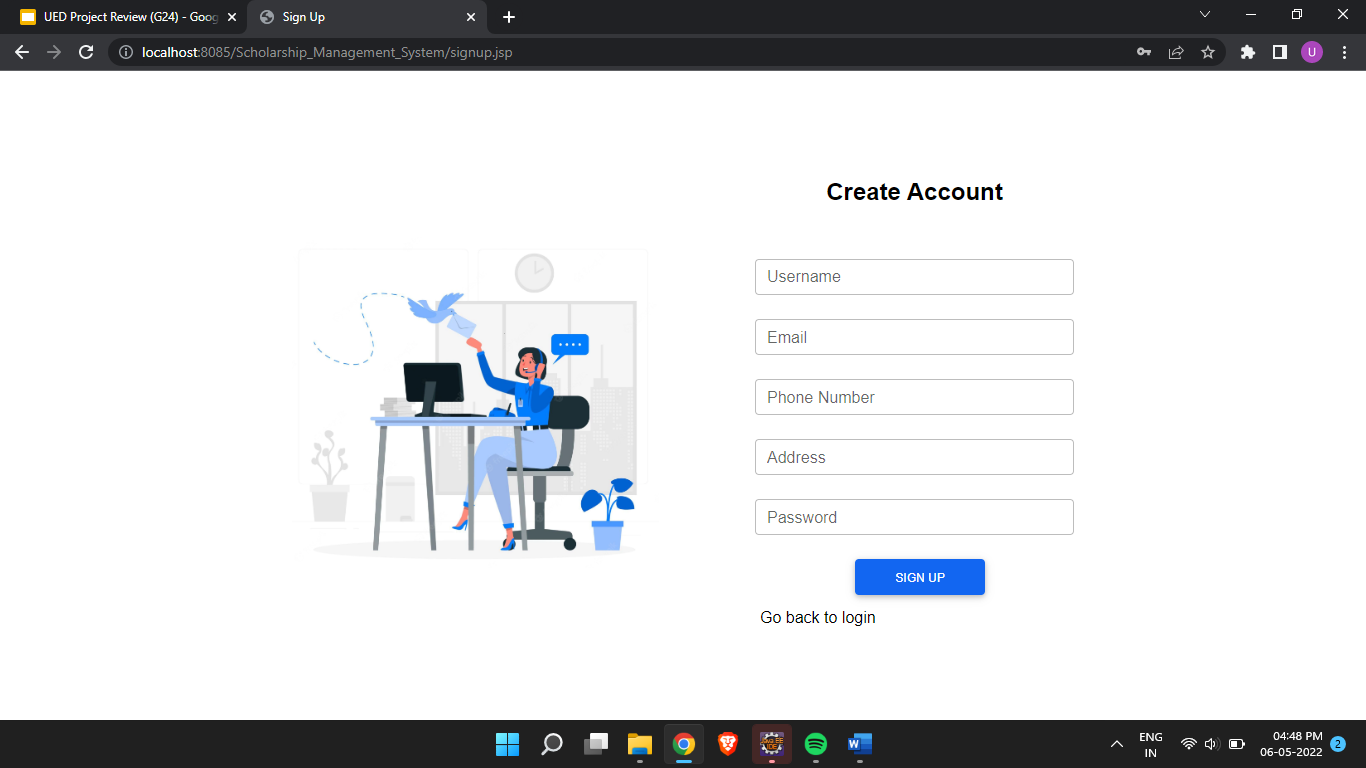 UED Project Review (G24) - Goog
Sign Up
localhost:8085/Scholarship_Management_System/signup.jsp
U
Create Account
Username
Email
Phone Number
Address
Password
SIGN UP
Go back to login
W
ENG
IN
04:48 PM
06-05-2022
2